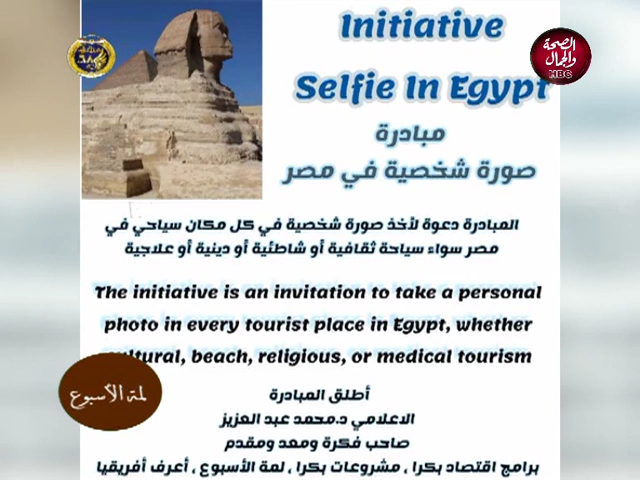 الصحة
والجمال
HBC
Initiative
Selfie In Egypt
مبادرة
صورة شخصية في مصر
المبادرة دعوة لأخذ صورة شخصية في كل مكان سياحي في
مصر سواء سياحة ثقافية أو شاطئية أو دينية أو علاجية
The initiative is an invitation to take a personal
photo in every tourist place in Egypt, whether
cultural, beach, religious, or medical tourism
لمة الأسبوع
أطلق المبادرة
الاعلامي د.محمد عبد العزيز
صاحب فكرة ومعد ومقدم
برامج اقتصاد بكرا ، مشروعات بكرا ، لمة الأسبوع ، أعرف أفريقيا